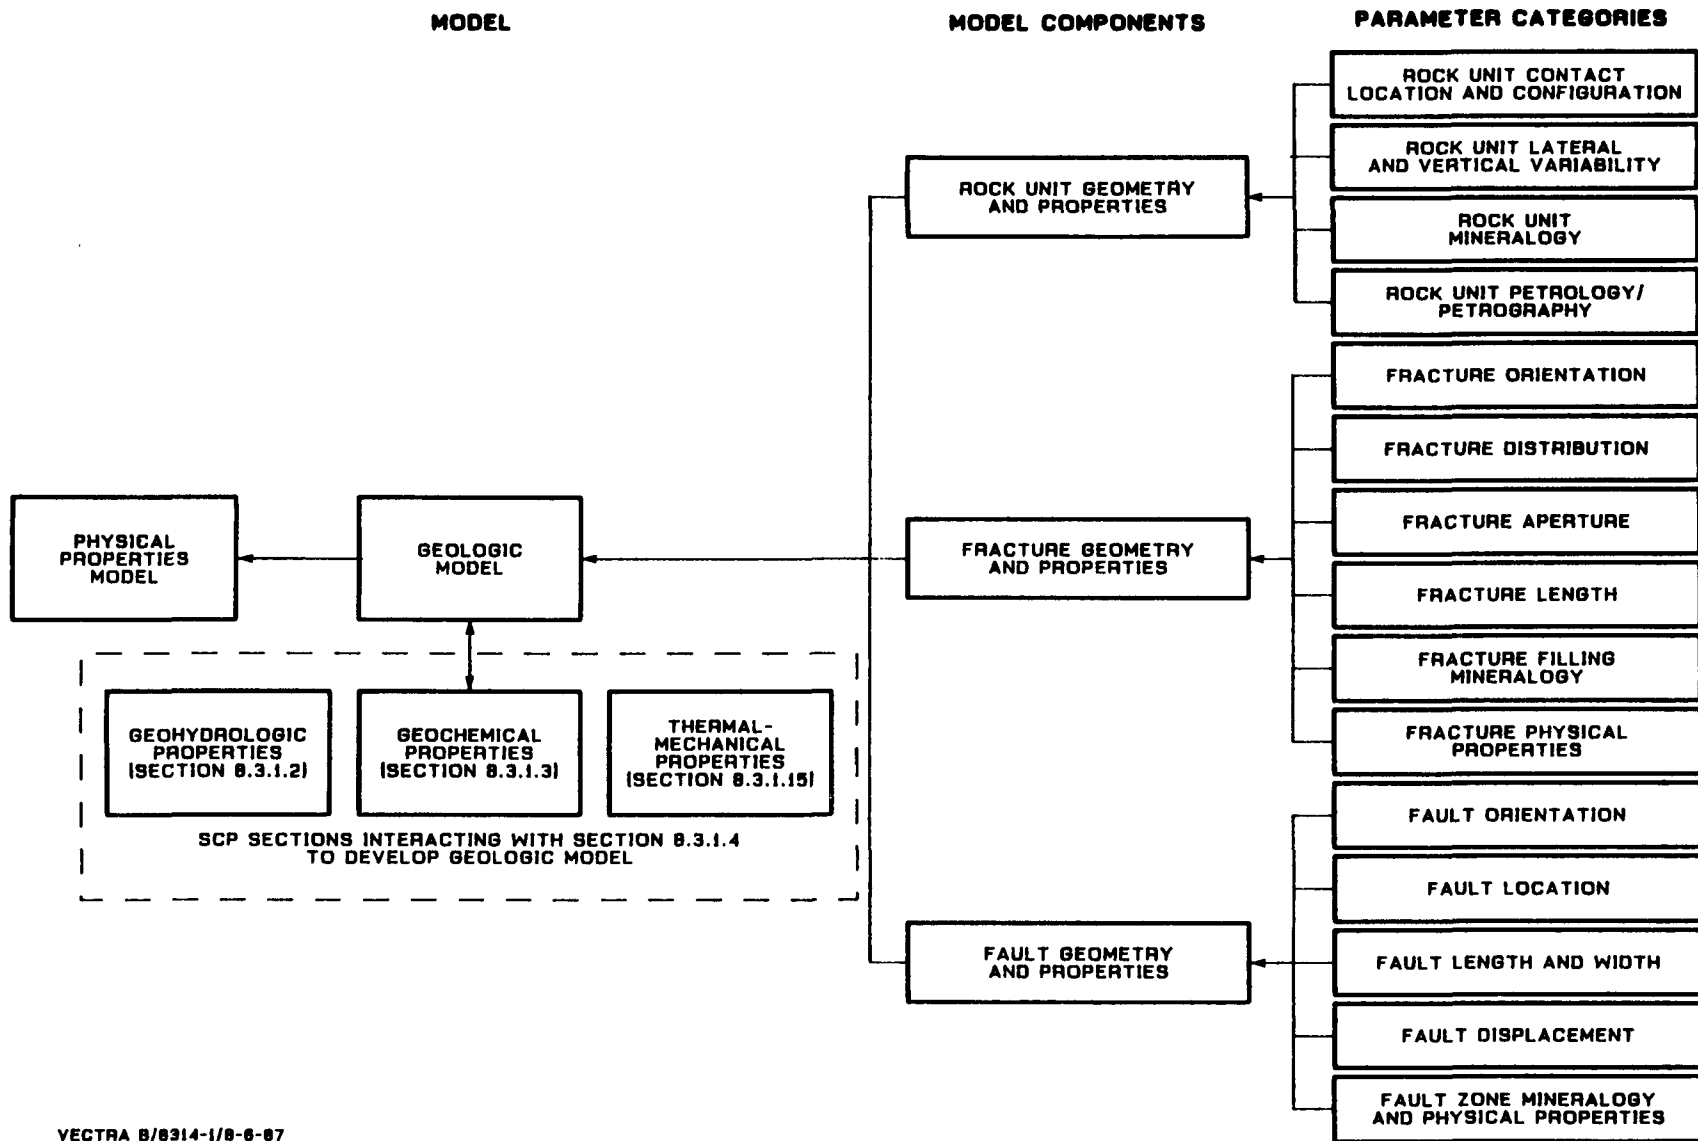 MODEL
MODEL COMPONENTS
PARAMETER CATEGORIES
ROCK UNIT CONTACT
LOCATION AND CONFIGURATION
ROCK UNIT LATERAL
AND VERTICAL VARIABILITY
ROCK UNIT
MINERALOGY
ROCK UNIT PETROLOGY/
PETROGRAPHY
ROCK UNIT GEOMETRY
AND PROPERTIES
FRACTURE ORIENTATION
FRACTURE DISTRIBUTION
FRACTURE APERTURE
FRACTURE LENGTH
FRACTURE FILLING
MINERALOGY
FRACTURE PHYSICAL
PROPERTIES
FRACTURE GEOMETRY
AND PROPERTIES
PHYSICAL
PROPERTIES
MODEL
GEOLOGIC
MODEL
GEOHYDROLOGIC
PROPERTIES
(SECTION 8.3.1.2)
GEOCHEMICAL
PROPERTIES
(SECTION 8.3.1.3)
THERMAL-
MECHANICAL
PROPERTIES
(SECTION 8.3.1.15)
SCP SECTIONS INTERACTING WITH SECTION 8.3.1.4
TO DEVELOP GEOLOGIC MODEL
FAULT ORIENTATION
FAULT LOCATION
FAULT LENGTH AND WIDTH
FAULT DISPLACEMENT
FAULT ZONE MINERALOGY
AND PHYSICAL PROPERTIES
FAULT GEOMETRY
AND PROPERTIES
VECTRA B/8314-1/8-6-87